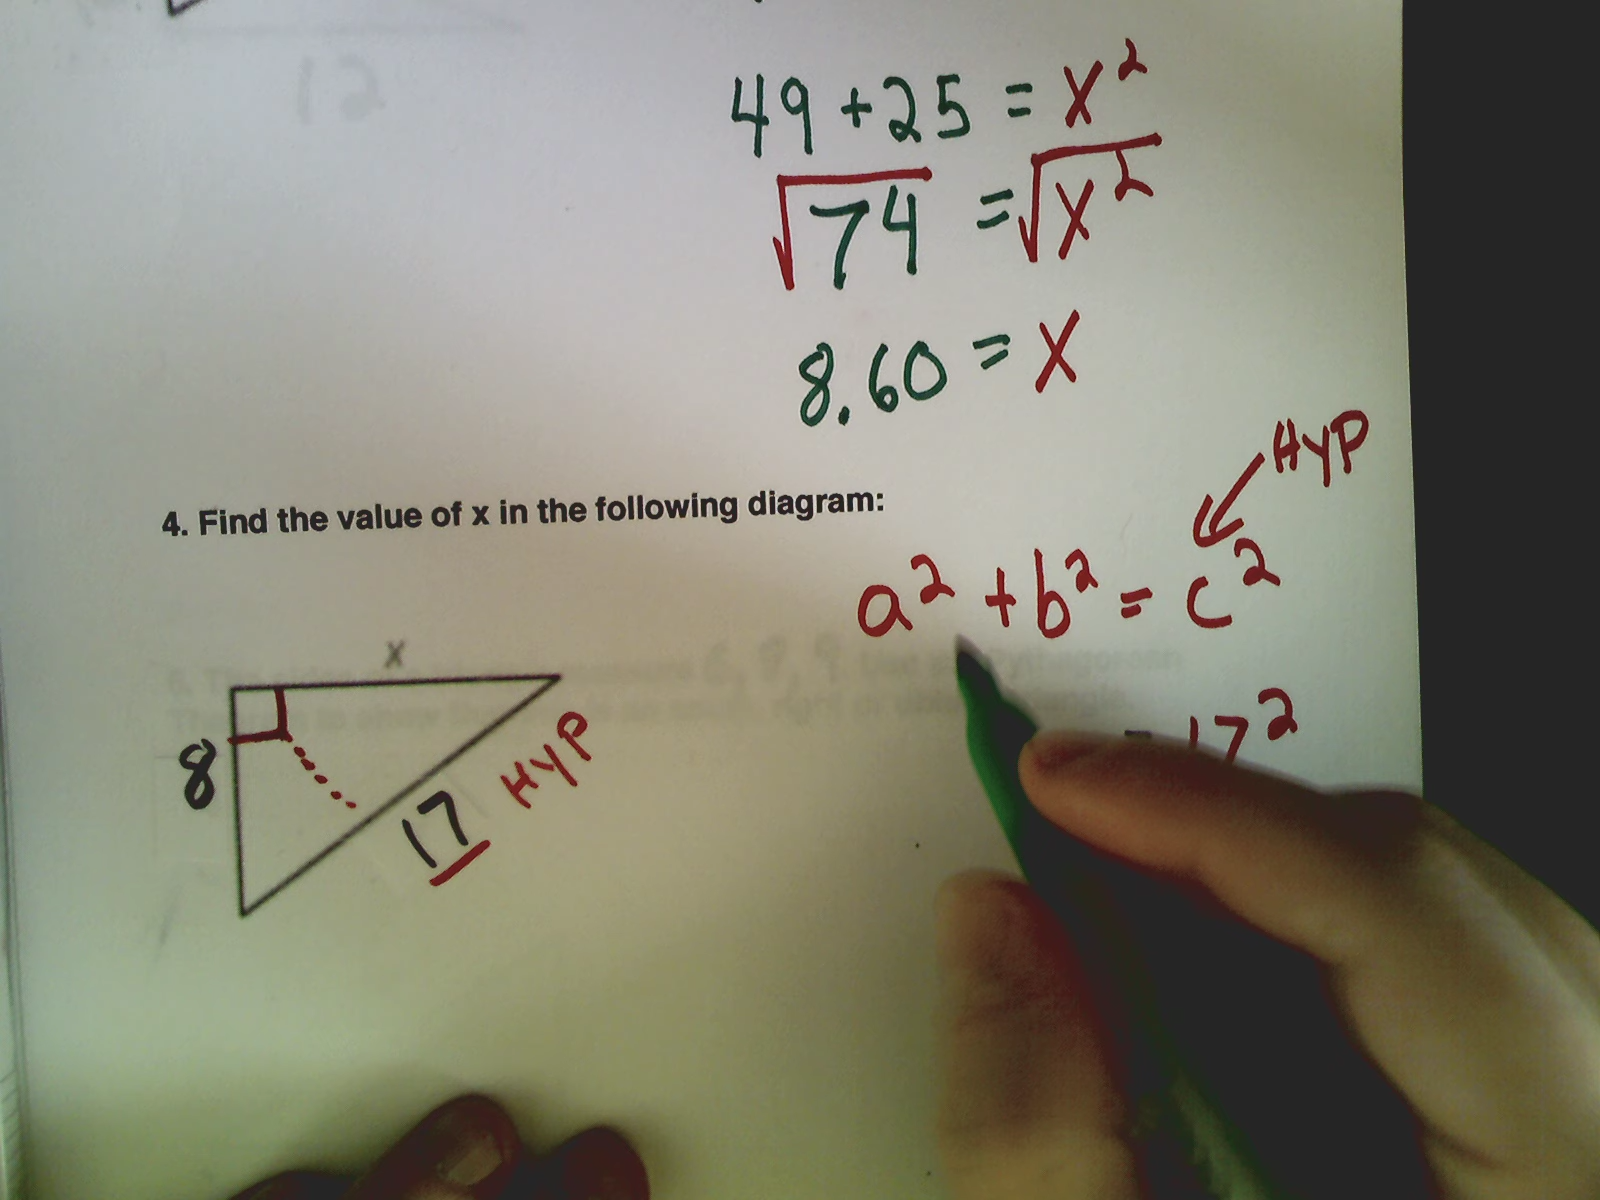 12
49 + 25 = x²
√74 = √x²
8.60 = x
HYP
4. Find the value of x in the following diagram:
a² + b² = c²
x
= 17²
8
17 HYP